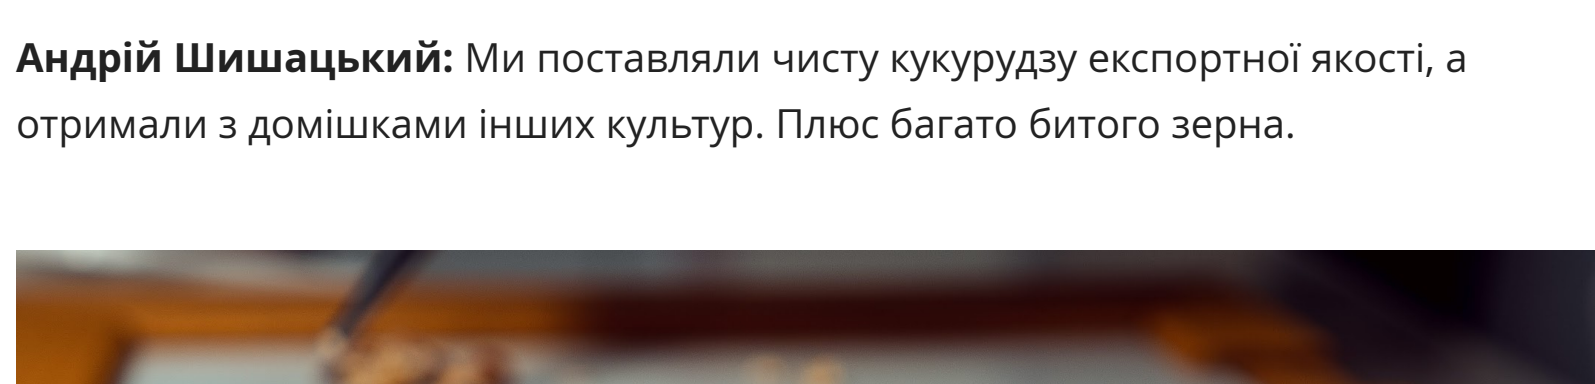 Андрій Шишацький: Ми поставляли чисту кукурудзу експортної якості, а
отримали з домішками інших культур. Плюс багато битого зерна.